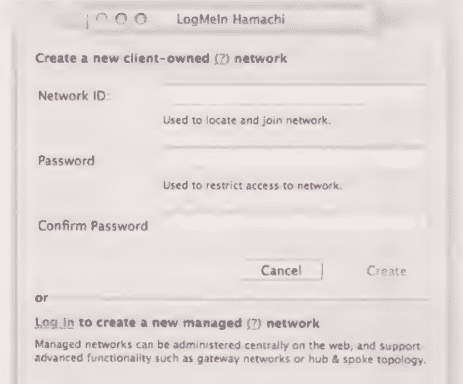 LogMeIn Hamachi
Create a new client-owned (?) network
Network ID:
Used to locate and join network.
Password
Used to restrict access to network.
Confirm Password
Cancel Create
or
Log in to create a new managed (?) network
Managed networks can be administered centrally on the web, and support
advanced functionality such as gateway networks or hub & spoke topology.